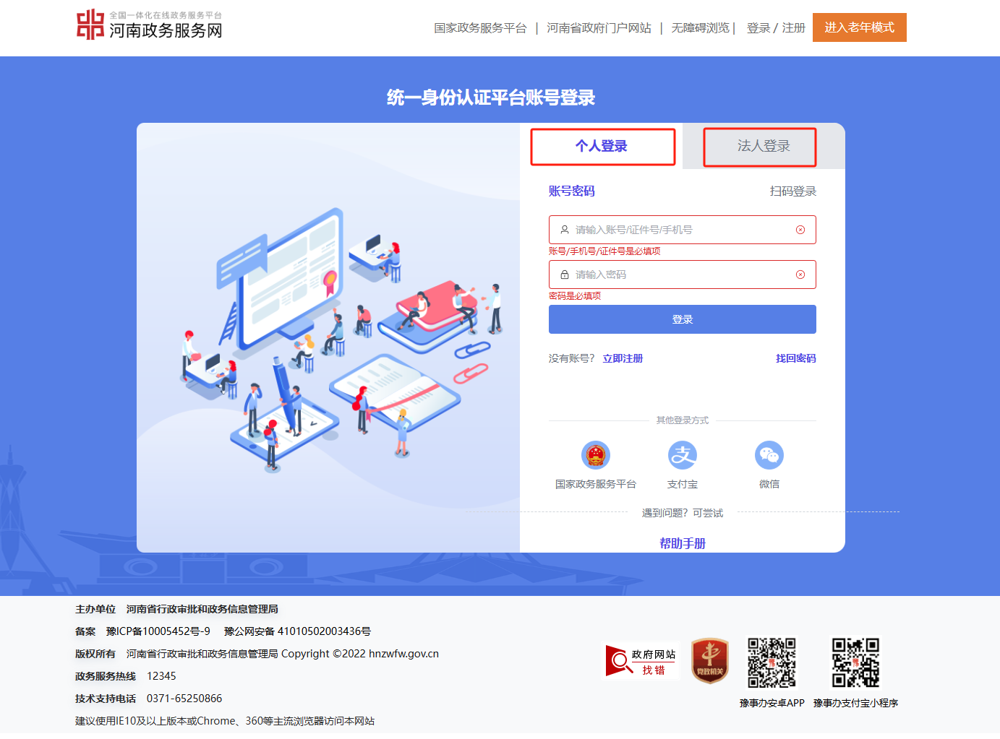 全国一体化在线政务服务平台
河南政务服务网
国家政务服务平台 | 河南省政府门户网站 | 无障碍浏览 | 登录 / 注册 进入老年模式
统一身份认证平台账号登录
个人登录 法人登录
账号密码 扫码登录
请输入账号/证件号/手机号
账号/手机号/证件号是必填项
请输入密码
密码是必填项
登录
没有账号? 立即注册 找回密码
其他登录方式
国家政务服务平台 支付宝 微信
遇到问题? 可尝试
帮助手册
主办单位 河南省行政审批和政务信息管理局
备案 豫ICP备10005452号-9 豫公网安备 41010502003436号
版权所有 河南省行政审批和政务信息管理局 Copyright ©2022 hnzwfw.gov.cn
政务服务热线 12345
技术支持电话 0371-65250866
建议使用IE10及以上版本或Chrome、360等主流浏览器访问本网站
政府网站
找错
党政机关
豫事办安卓APP 豫事办支付宝小程序